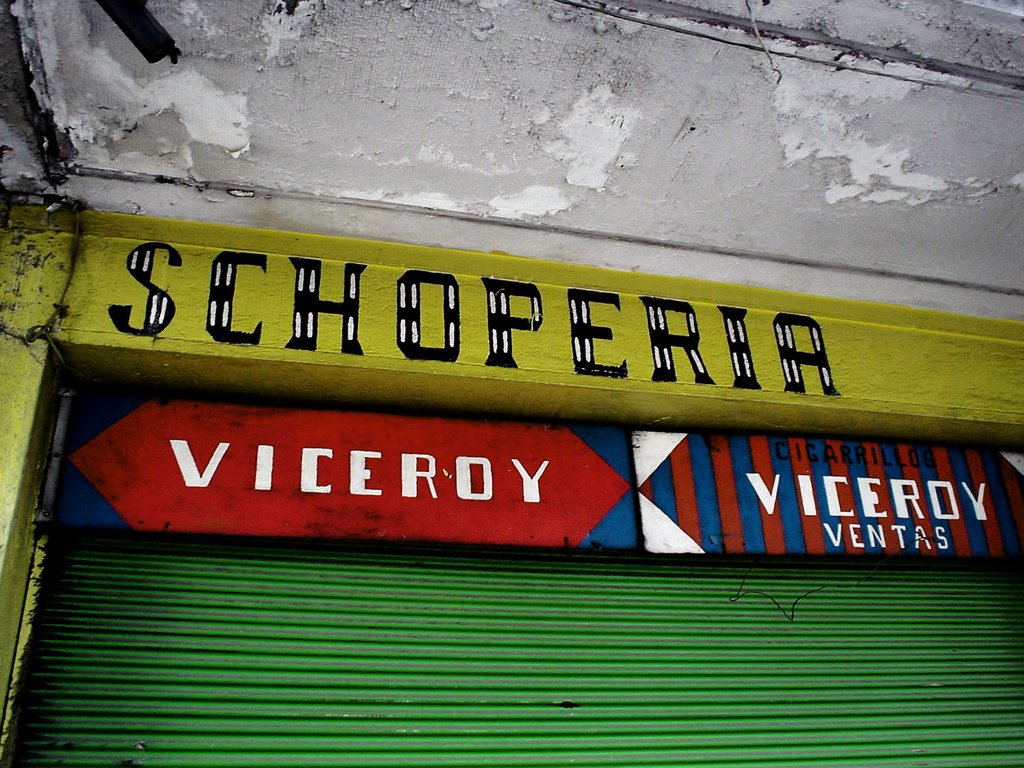 SCHOPERIA
VICEROY
CIGARRILLOS
VICEROY
VENTAS